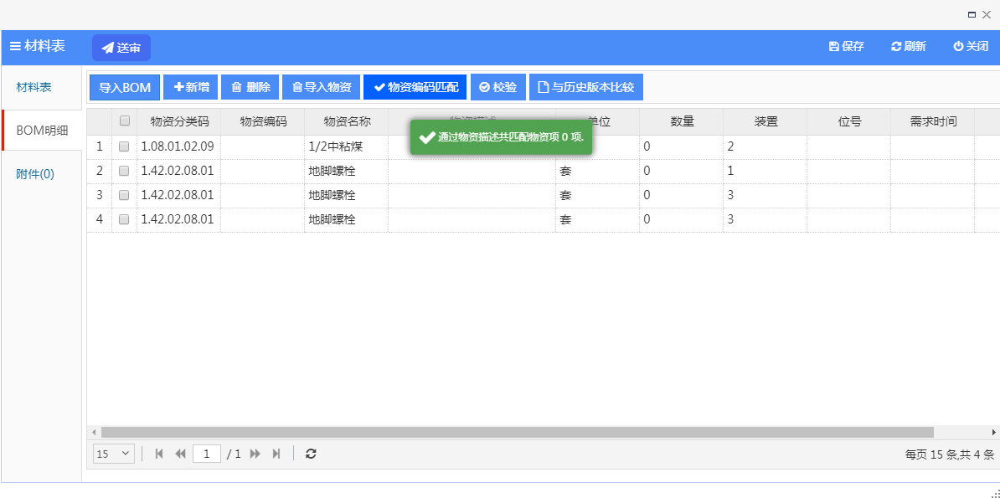 材料表
送审
保存
刷新
关闭
材料表
BOM明细
附件(0)
导入BOM
新增
删除
导入物资
物资编码匹配
校验
与历史版本比较
物资分类码 物资编码 物资名称 物资描述 单位 数量 装置 位号 需求时间
通过物资描述共匹配物资项 0 项.
1 1.08.01.02.09 1/2中粘煤 0 2
2 1.42.02.08.01 地脚螺栓 套 0 1
3 1.42.02.08.01 地脚螺栓 套 0 3
4 1.42.02.08.01 地脚螺栓 套 0 3
15 1 / 1 每页 15 条,共 4 条